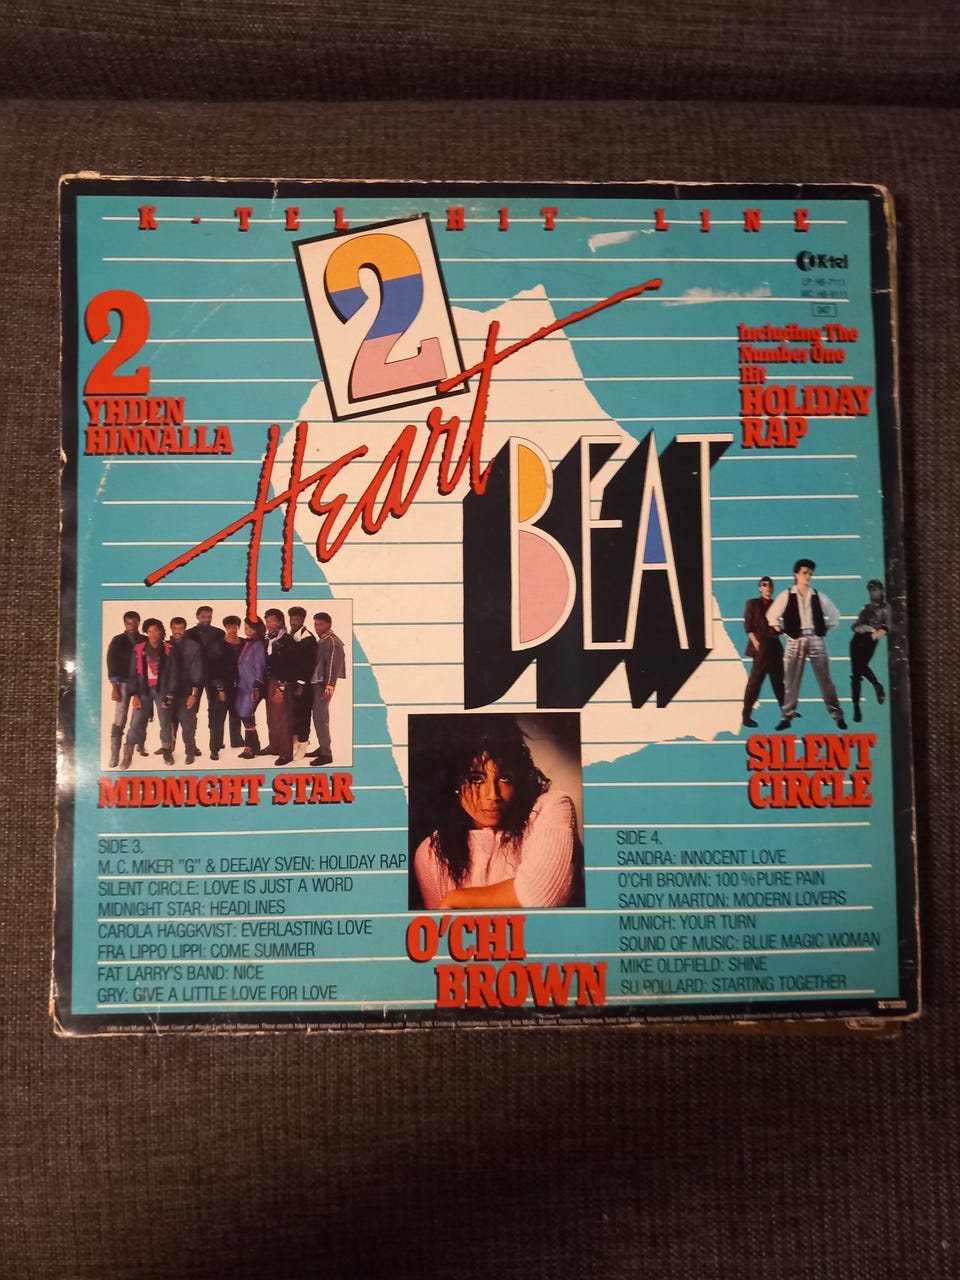 K-TEL HIT LINE
2
K-tel
LP: HB-7111
MC: HB-8111
047
2
YHDEN
HINNALLA
Including The
Number One
Hit
HOLIDAY
RAP
Heart
BEAT
MIDNIGHT STAR
SILENT
CIRCLE
O'CHI
BROWN
SIDE 3.
M.C. MIKER "G" & DEEJAY SVEN: HOLIDAY RAP
SILENT CIRCLE: LOVE IS JUST A WORD
MIDNIGHT STAR: HEADLINES
CAROLA HÄGGKVIST: EVERLASTING LOVE
FRA LIPPO LIPPI: COME SUMMER
FAT LARRY'S BAND: NICE
GRY: GIVE A LITTLE LOVE FOR LOVE
SIDE 4.
SANDRA: INNOCENT LOVE
O'CHI BROWN: 100% PURE PAIN
SANDY MARTON: MODERN LOVERS
MUNICH: YOUR TURN
SOUND OF MUSIC: BLUE MAGIC WOMAN
MIKE OLDFIELD: SHINE
SU POLLARD: STARTING TOGETHER